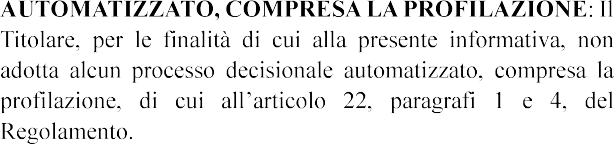 AUTOMATIZZATO, COMPRESA LA PROFILAZIONE: Il
Titolare, per le finalità di cui alla presente informativa, non
adotta alcun processo decisionale automatizzato, compresa la
profilazione, di cui all’articolo 22, paragrafi 1 e 4, del
Regolamento.